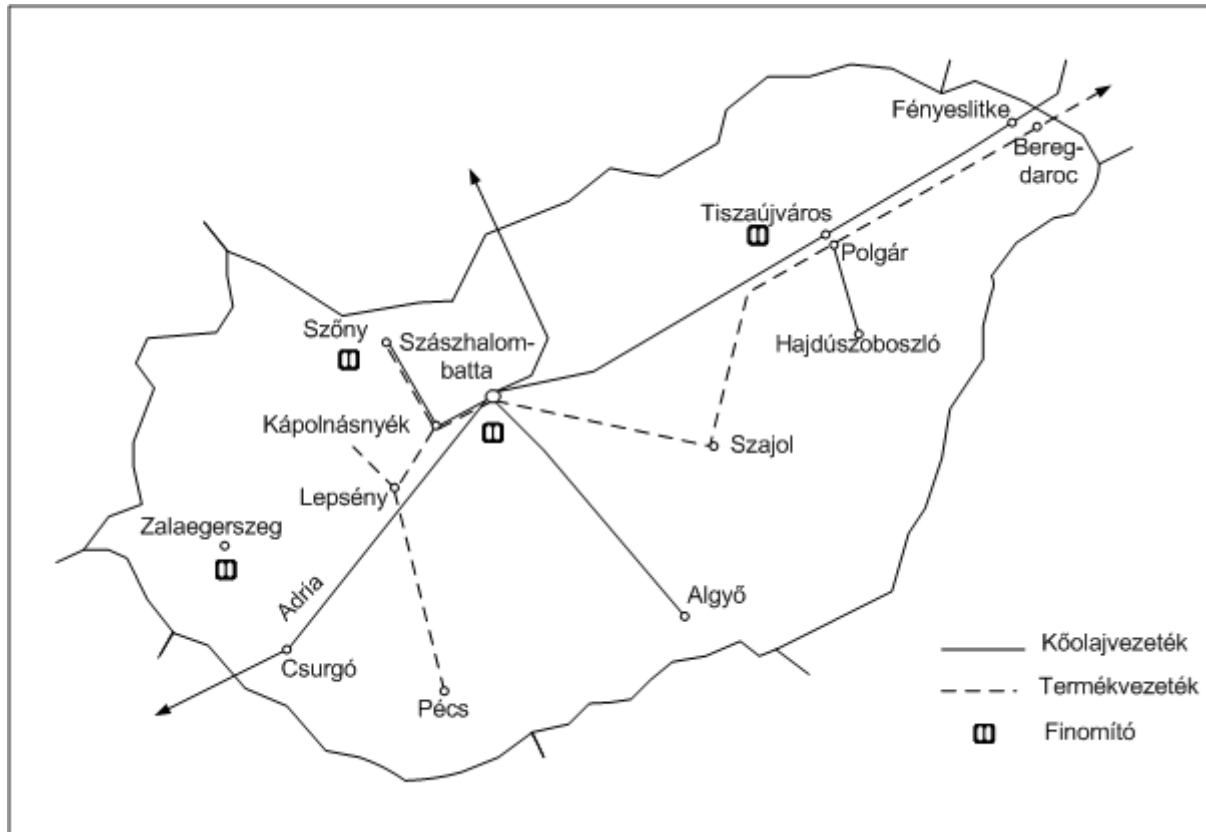 Fényeslitke
Bereg-
daroc
Tiszaújváros
Polgár
Szőny
Szászhalom-
batta
Hajdúszoboszló
Kápolnásnyék
Szajol
Lepsény
Zalaegerszeg
Adria
Algyő
Csurgó
Pécs
Kőolajvezeték
Termékvezeték
Finomító